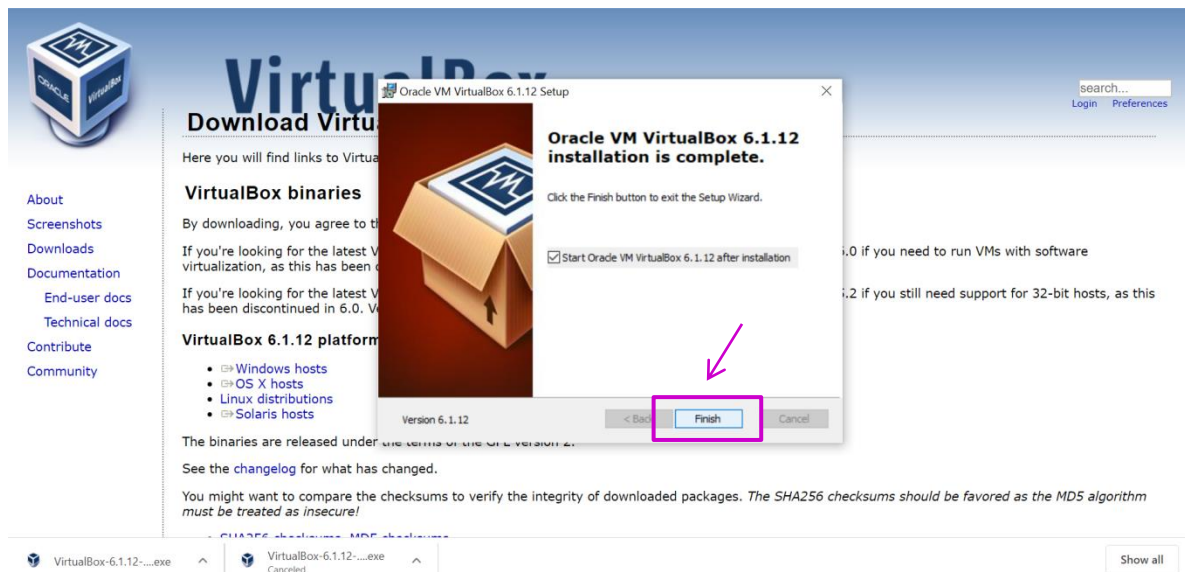 ORACLE
VirtualBox
VirtualBox
search...
Login Preferences
Download Virtu
Here you will find links to Virtua
About
Screenshots
Downloads
Documentation
End-user docs
Technical docs
Contribute
Community
VirtualBox binaries
By downloading, you agree to t
If you're looking for the latest V
.0 if you need to run VMs with software
virtualization, as this has been
If you're looking for the latest V
.2 if you still need support for 32-bit hosts, as this
has been discontinued in 6.0. Ve
VirtualBox 6.1.12 platform
Windows hosts
OS X hosts
Linux distributions
Solaris hosts
The binaries are released under the terms of the GPL version 2.
See the changelog for what has changed.
You might want to compare the checksums to verify the integrity of downloaded packages. The SHA256 checksums should be favored as the MD5 algorithm
must be treated as insecure!
SHA256 checksums, MD5 checksums
Oracle VM VirtualBox 6.1.12 Setup
Oracle VM VirtualBox 6.1.12
installation is complete.
Click the Finish button to exit the Setup Wizard.
Start Oracle VM VirtualBox 6.1.12 after installation
Version 6.1.12
< Back
Finish
Cancel
VirtualBox-6.1.12-....exe
VirtualBox-6.1.12-....exe
Canceled
Show all